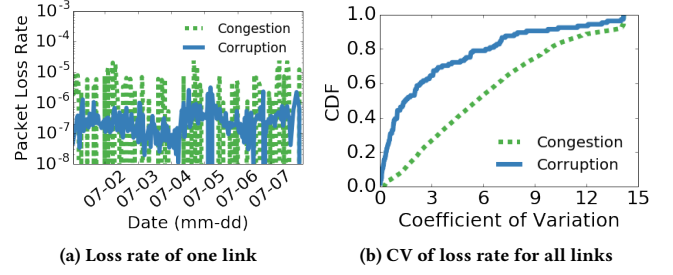 10⁻³
10⁻⁴
10⁻⁵
10⁻⁶
10⁻⁷
10⁻⁸
Packet Loss Rate
Congestion
Corruption
07-02 07-03 07-04 07-05 07-06 07-07
Date (mm-dd)
(a) Loss rate of one link
1.0
0.8
0.6
0.4
0.2
0.0
CDF
Congestion
Corruption
0 3 6 9 12 15
Coefficient of Variation
(b) CV of loss rate for all links